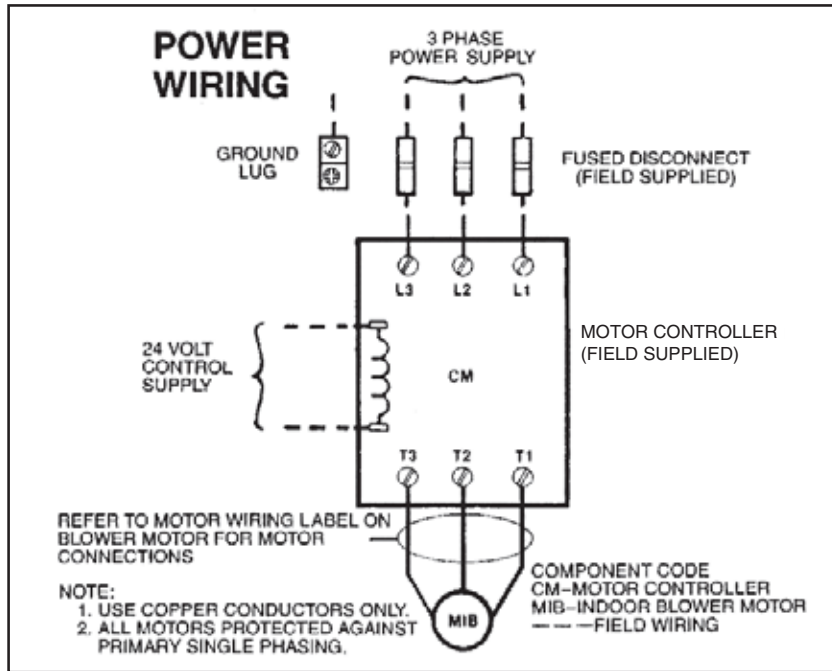 POWER
WIRING
3 PHASE
POWER SUPPLY
GROUND
LUG
FUSED DISCONNECT
(FIELD SUPPLIED)
L3 L2 L1
24 VOLT
CONTROL
SUPPLY
CM
MOTOR CONTROLLER
(FIELD SUPPLIED)
T3 T2 T1
REFER TO MOTOR WIRING LABEL ON
BLOWER MOTOR FOR MOTOR
CONNECTIONS
NOTE:
1. USE COPPER CONDUCTORS ONLY.
2. ALL MOTORS PROTECTED AGAINST
PRIMARY SINGLE PHASING.
MIB
COMPONENT CODE
CM–MOTOR CONTROLLER
MIB–INDOOR BLOWER MOTOR
– – –FIELD WIRING